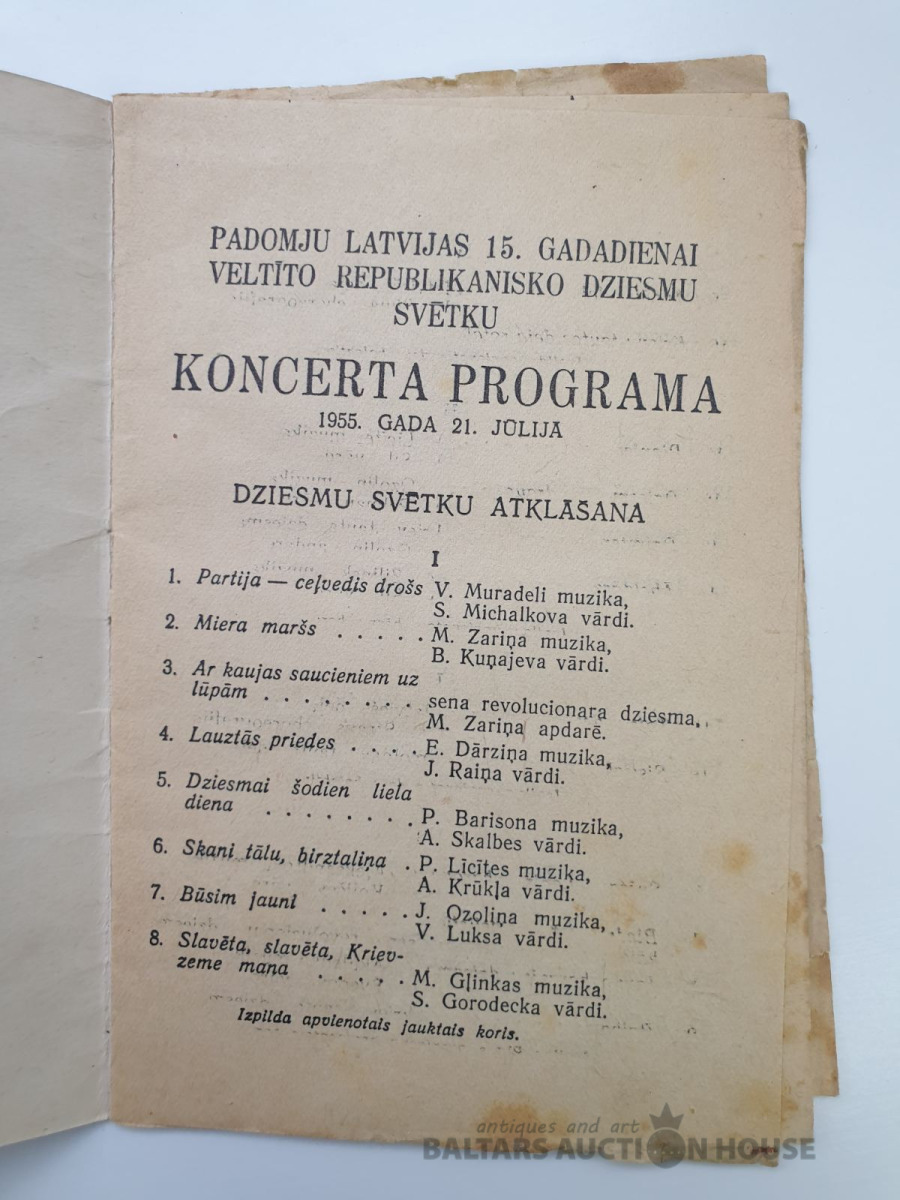 PADOMJU LATVIJAS 15. GADADIENAI
VELTĪTO REPUBLIKANISKO DZIESMU
SVĒTKU
KONCERTA PROGRAMA
1955. GADA 21. JŪLIJĀ
DZIESMU SVĒTKU ATKLĀŠANA
I
1. Partija — ceļvedis drošs V. Muradeli muzika,
S. Michalkova vārdi.
2. Miera maršs . . . . . M. Zariņa muzika,
B. Kuņajeva vārdi.
3. Ar kaujas saucieniem uz
lūpām . . . . . . . . sena revolucionara dziesma,
M. Zariņa apdarē.
4. Lauztās priedes . . . . E. Dārziņa muzika,
J. Raiņa vārdi.
5. Dziesmai šodien liela
diena . . . . . . . . P. Barisona muzika,
A. Skalbes vārdi.
6. Skani tālu, birztaliņa . P. Līcītes muzika,
A. Krūkļa vārdi.
7. Būsim jauni . . . . . J. Ozoliņa muzika,
V. Luksa vārdi.
8. Slavēta, slavēta, Kriev-
zeme mana . . . . . M. Gļinkas muzika,
S. Gorodecka vārdi.
Izpilda apvienotais jauktais koris.
antiques and art
BALTARS AUCTION HOUSE